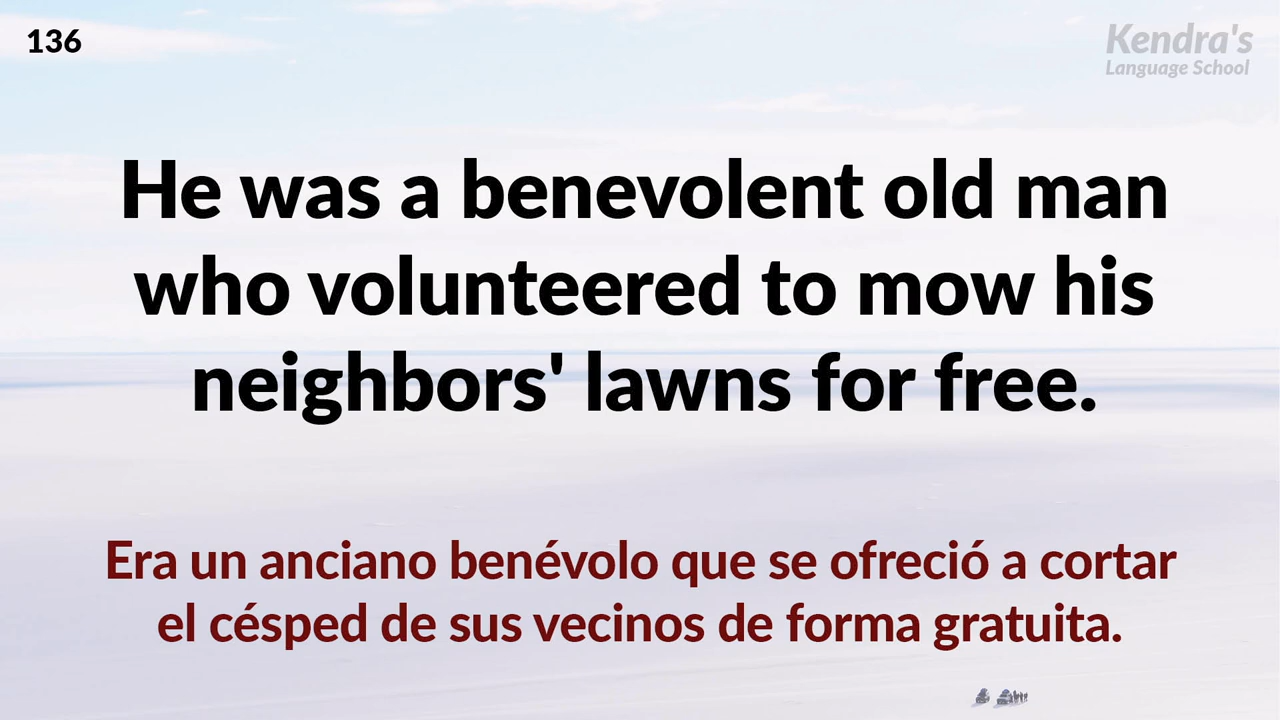 136
Kendra's
Language School
He was a benevolent old man
who volunteered to mow his
neighbors' lawns for free.
Era un anciano benévolo que se ofreció a cortar
el césped de sus vecinos de forma gratuita.